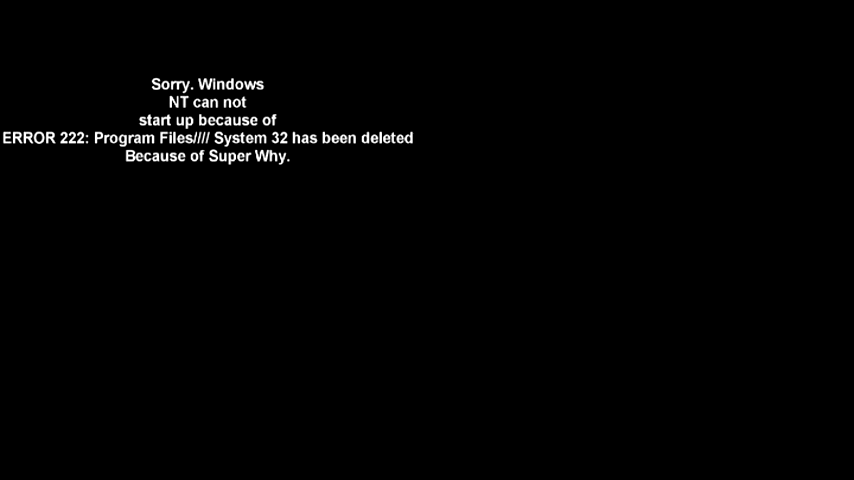 Sorry. Windows
NT can not
start up because of
ERROR 222: Program Files//// System 32 has been deleted
Because of Super Why.